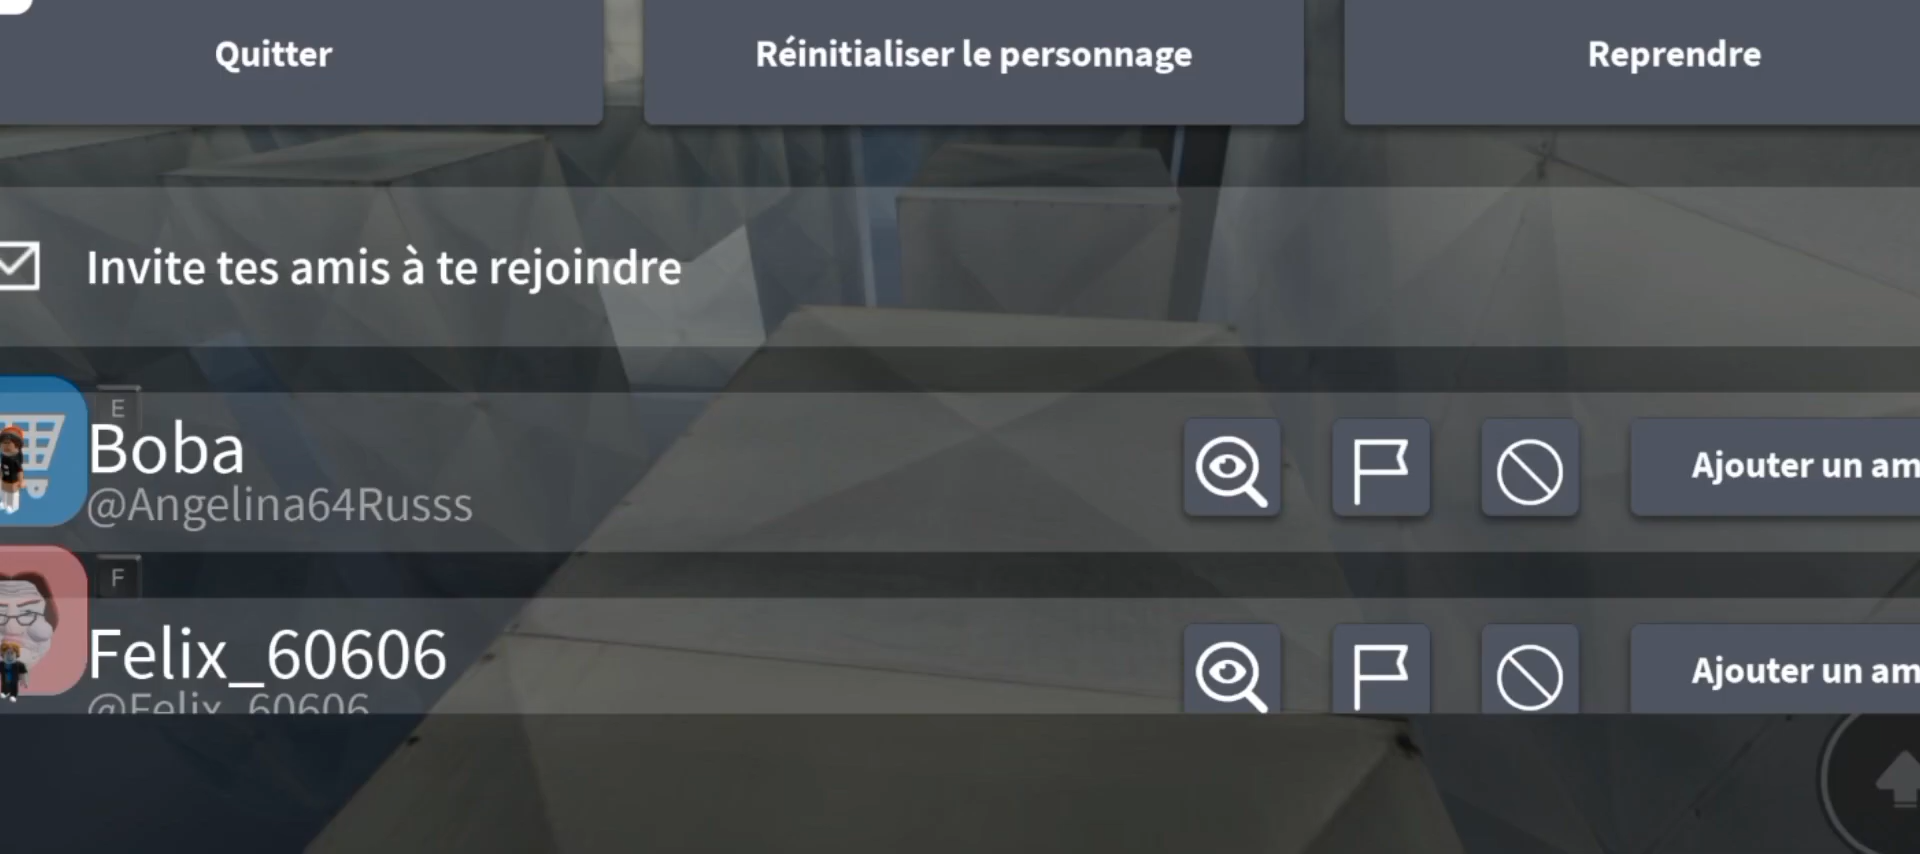 Quitter
Réinitialiser le personnage
Reprendre
Invite tes amis à te rejoindre
E
Boba
@Angelina64Russs
Ajouter un am
F
Felix_60606
@Felix_60606
Ajouter un am